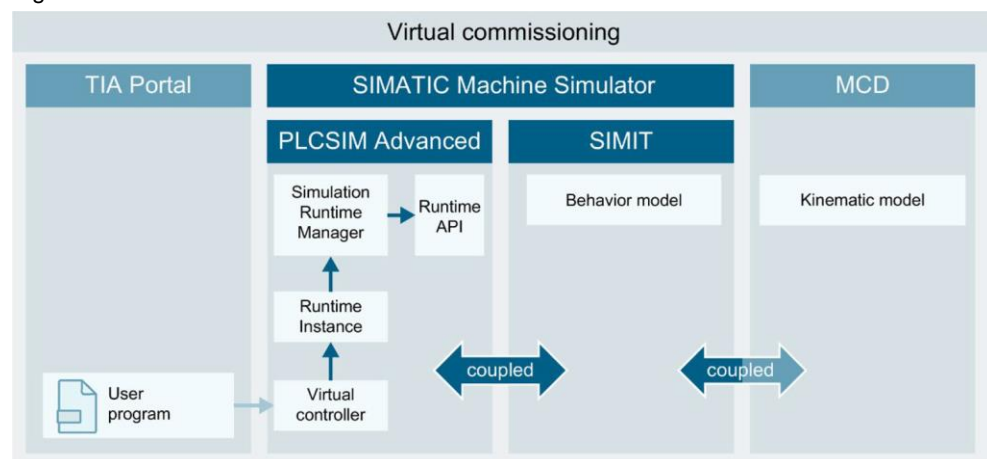 Virtual commissioning
TIA Portal
SIMATIC Machine Simulator
MCD
PLCSIM Advanced
SIMIT
Simulation
Runtime
Manager
Runtime
API
Behavior model
Kinematic model
Runtime
Instance
coupled
coupled
User
program
Virtual
controller